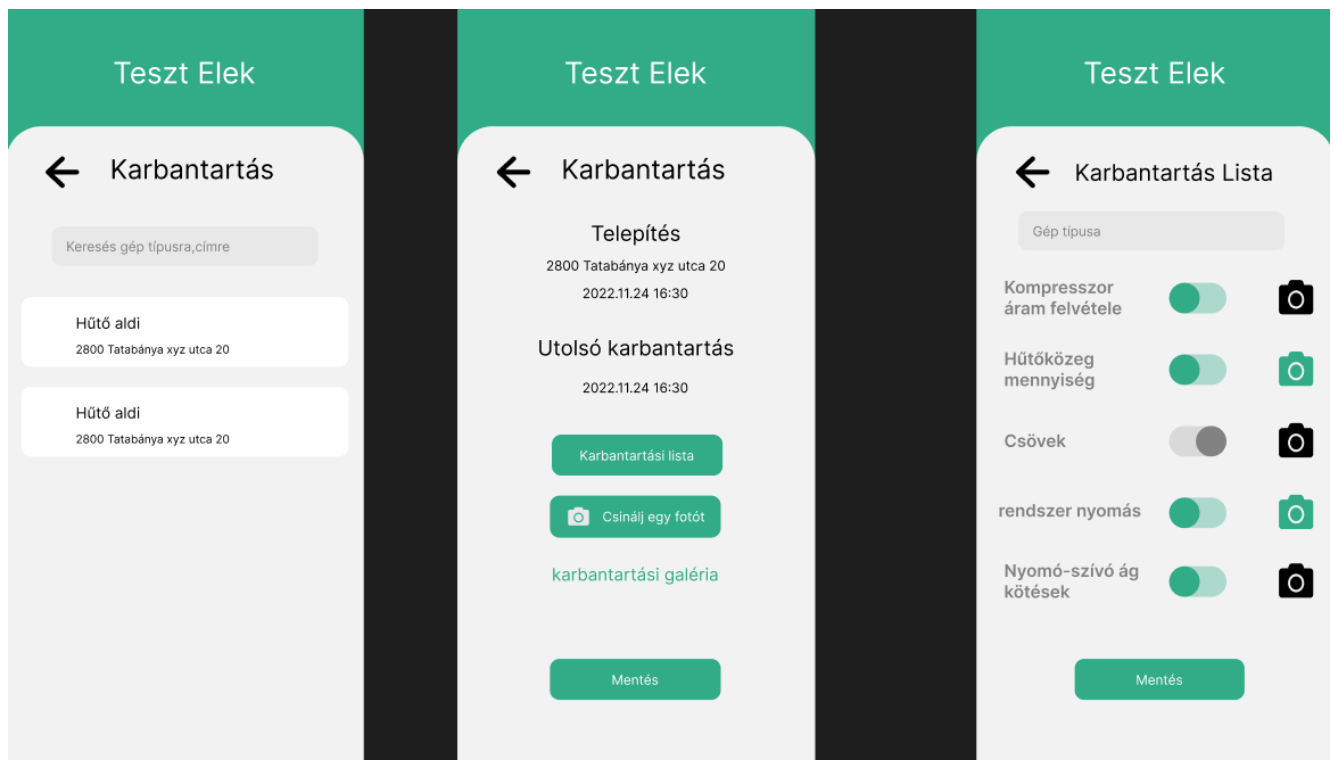 Teszt Elek
Karbantartás
Keresés gép típusra,címre
Hűtő aldi
2800 Tatabánya xyz utca 20
Hűtő aldi
2800 Tatabánya xyz utca 20
Teszt Elek
Karbantartás
Telepítés
2800 Tatabánya xyz utca 20
2022.11.24 16:30
Utolsó karbantartás
2022.11.24 16:30
Karbantartási lista
Csinálj egy fotót
karbantartási galéria
Mentés
Teszt Elek
Karbantartás Lista
Gép típusa
Kompresszor
áram felvétele
Hűtőközeg
mennyiség
Csövek
rendszer nyomás
Nyomó-szívó ág
kötések
Mentés